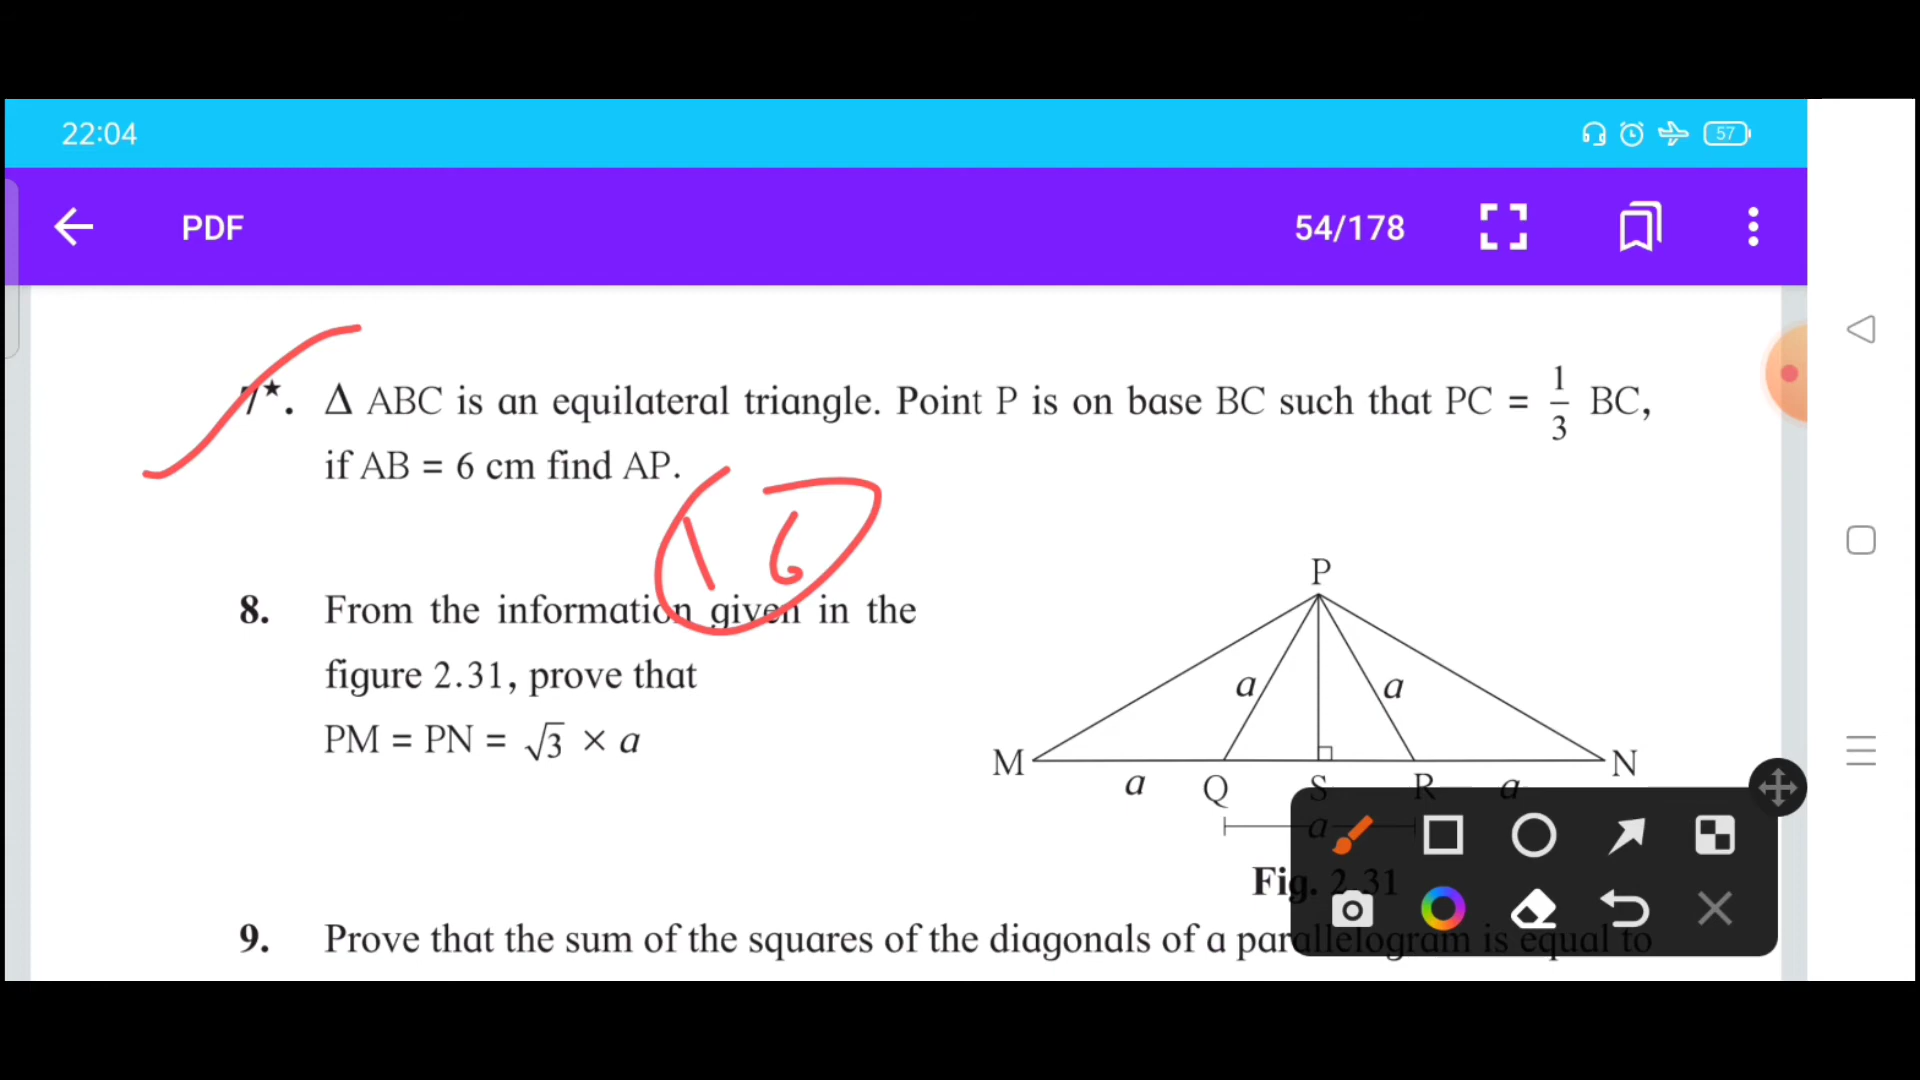 22:04
57
PDF 54/178
7★. Δ ABC is an equilateral triangle. Point P is on base BC such that PC = 1/3 BC,
if AB = 6 cm find AP.
16
8. From the information given in the
figure 2.31, prove that
PM = PN = √3 × a
P
a a
M N
a Q S R a
a
Fig. 2.31
9. Prove that the sum of the squares of the diagonals of a parallelogram is equal to